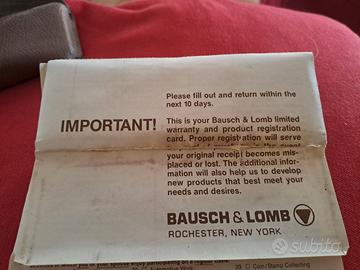 Please fill out and return within the
next 10 days.
IMPORTANT!
This is your Bausch & Lomb limited
warranty and product registration
card. Proper registration will serve
your original receipt becomes mis-
placed or lost. The additional infor-
mation will also help us to develop
new products that best meet your
needs and desires.
BAUSCH & LOMB
ROCHESTER, NEW YORK
39. Coin/Stamp Collecting
subito